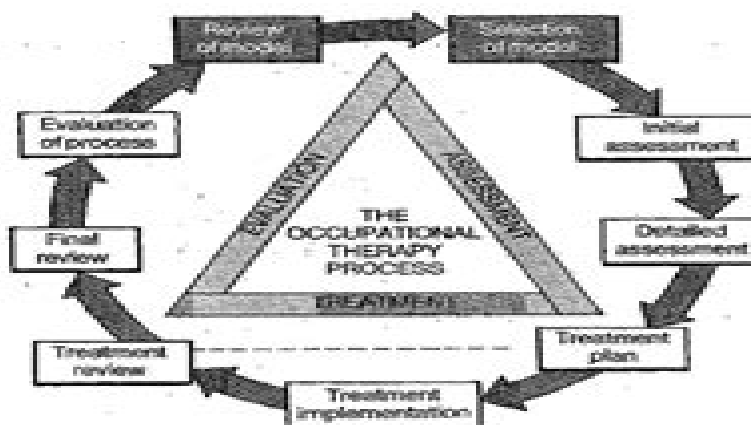 Review
of model
Selection
of model
Initial
assessment
Detailed
assessment
Treatment
plan
Treatment
implementation
Treatment
review
Final
review
Evaluation
of process
EVALUATION
ASSESSMENT
TREATMENT
THE
OCCUPATIONAL
THERAPY
PROCESS